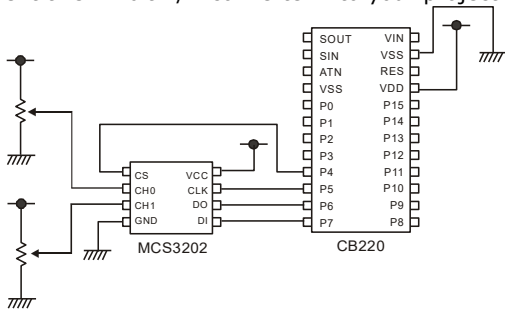 SOUT VIN
SIN VSS
ATN RES
VSS VDD
P0 P15
P1 P14
P2 P13
P3 P12
P4 P11
P5 P10
P6 P9
P7 P8
CB220
CS VCC
CH0 CLK
CH1 DO
GND DI
MCS3202